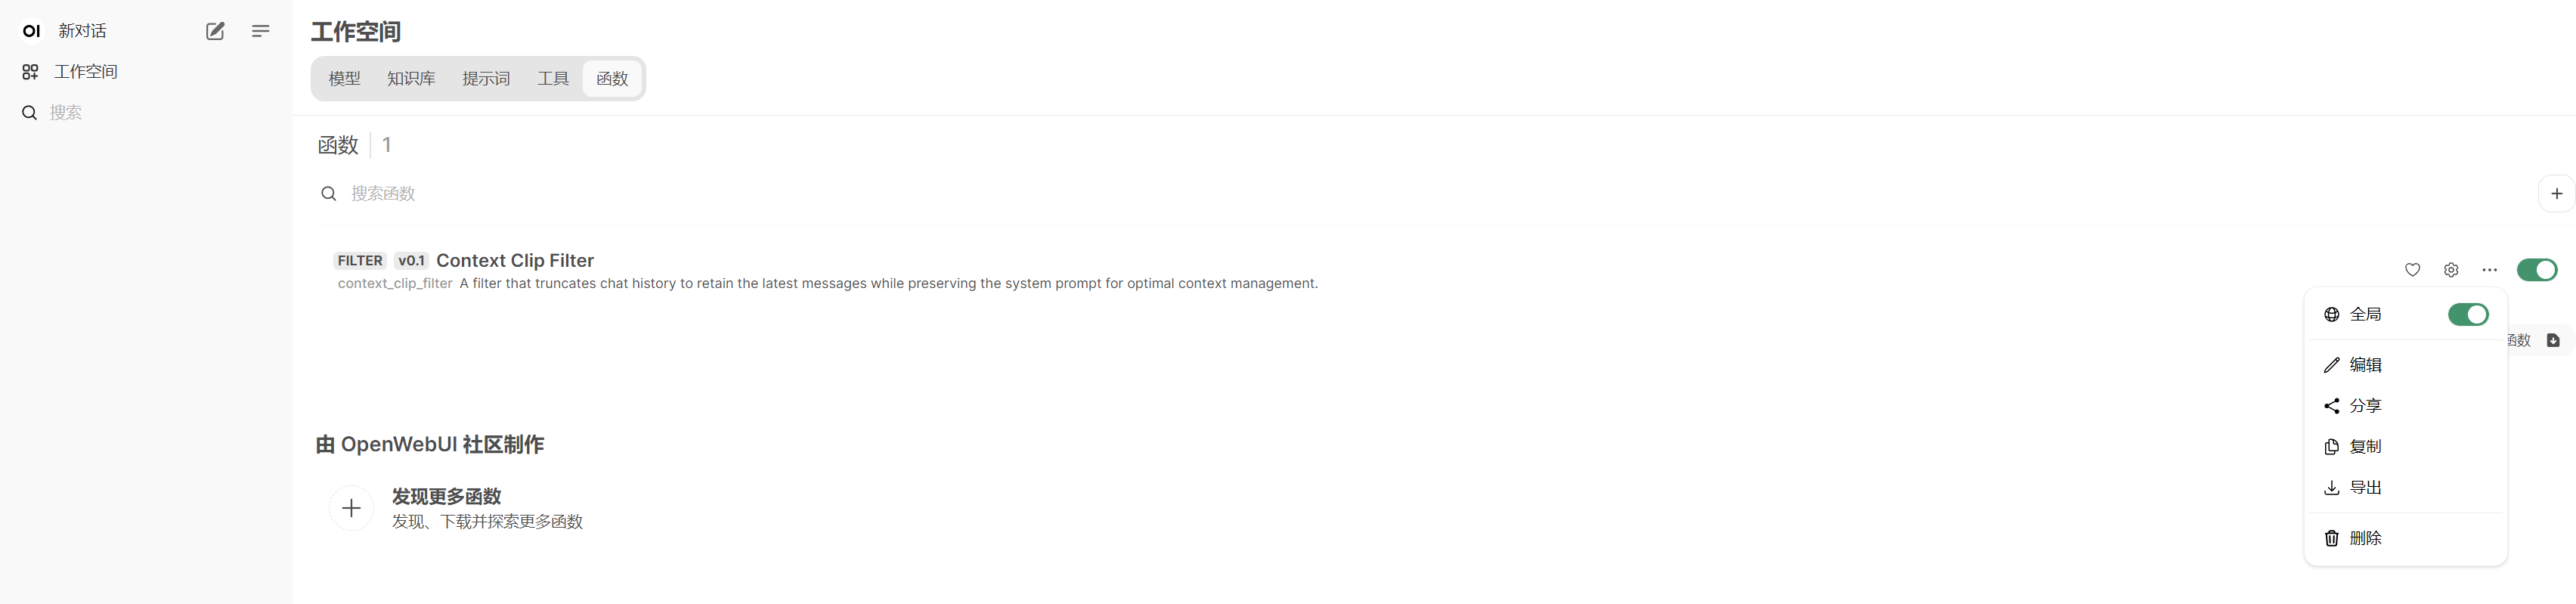 OI 新对话
工作空间
搜索
工作空间
模型 知识库 提示词 工具 函数
函数 1
搜索函数
FILTER v0.1 Context Clip Filter
context_clip_filter A filter that truncates chat history to retain the latest messages while preserving the system prompt for optimal context management.
全局
函数
编辑
分享
复制
导出
删除
由 OpenWebUI 社区制作
发现更多函数
发现、下载并探索更多函数